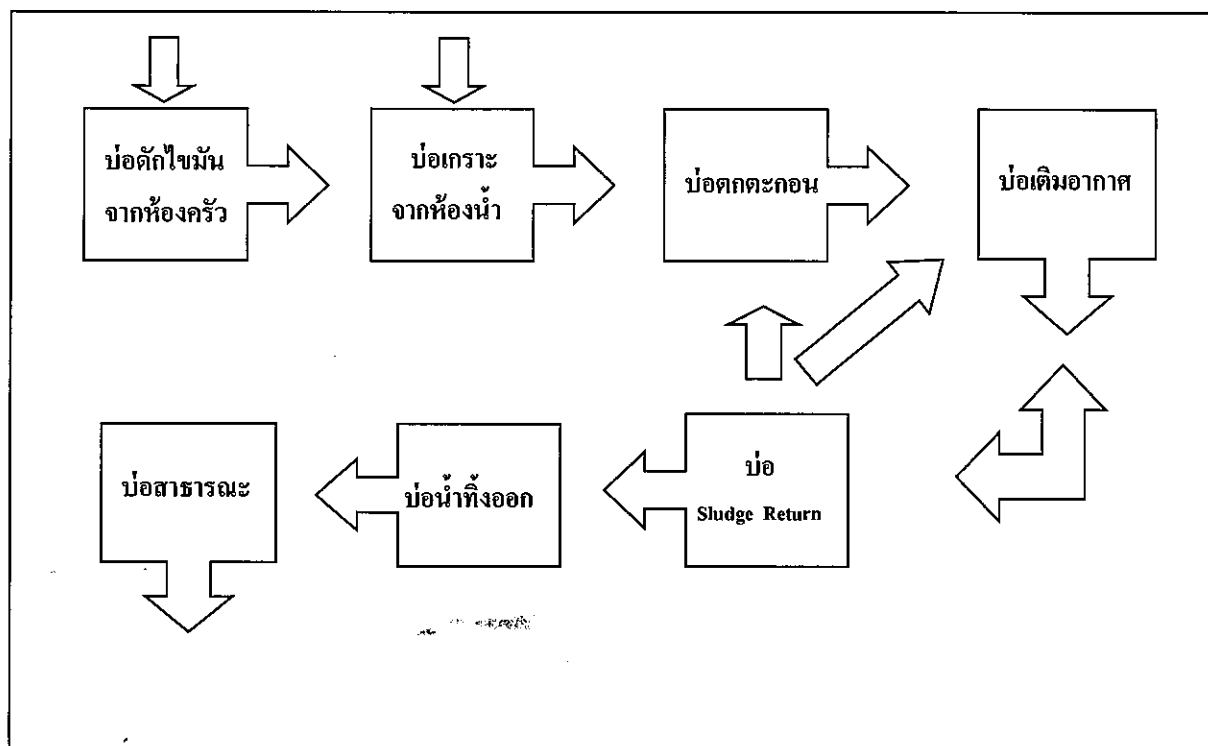 บ่อดักไขมัน
จากห้องครัว
บ่อเกราะ
จากห้องน้ำ
บ่อตกตะกอน
บ่อเติมอากาศ
บ่อสาธารณะ
บ่อน้ำทิ้งออก
บ่อ
Sludge Return